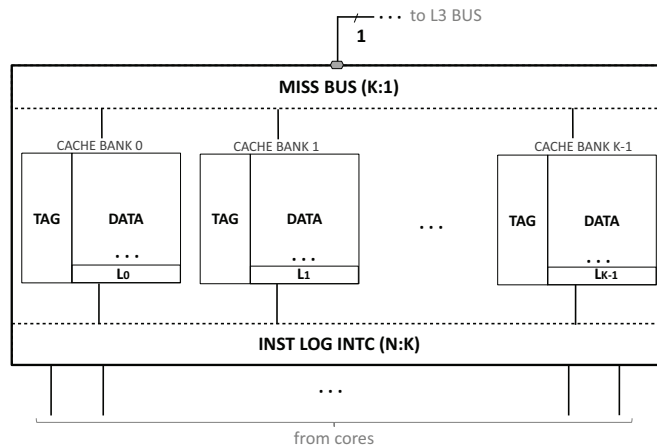 ... to L3 BUS
1
MISS BUS (K:1)
CACHE BANK 0
CACHE BANK 1
CACHE BANK K-1
TAG DATA
TAG DATA
...
TAG DATA
...
...
...
L0
L1
LK-1
INST LOG INTC (N:K)
...
from cores